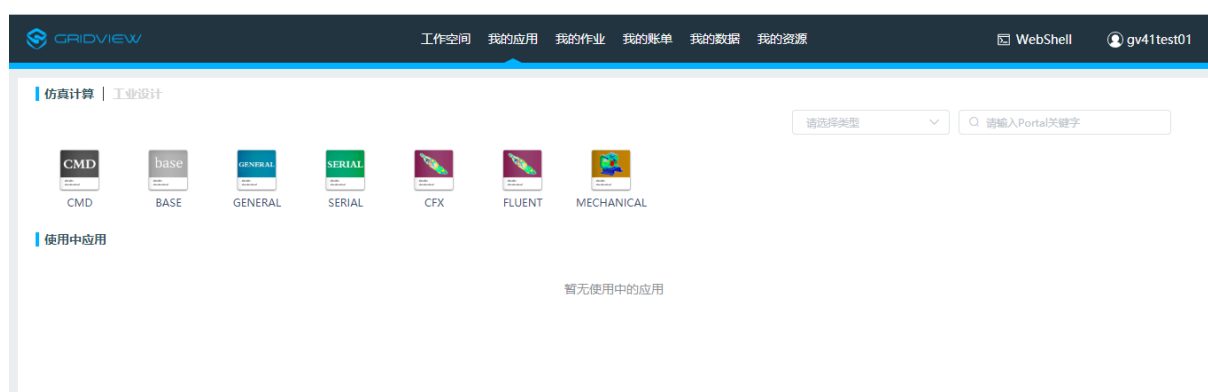 GRIDVIEW 工作空间 我的应用 我的作业 我的账单 我的数据 我的资源 WebShell gv41test01
仿真计算 工业设计
请选择类型 请输入Portal关键字
CMD base GENERAL SERIAL
CMD BASE GENERAL SERIAL CFX FLUENT MECHANICAL
使用中应用
暂无使用中的应用